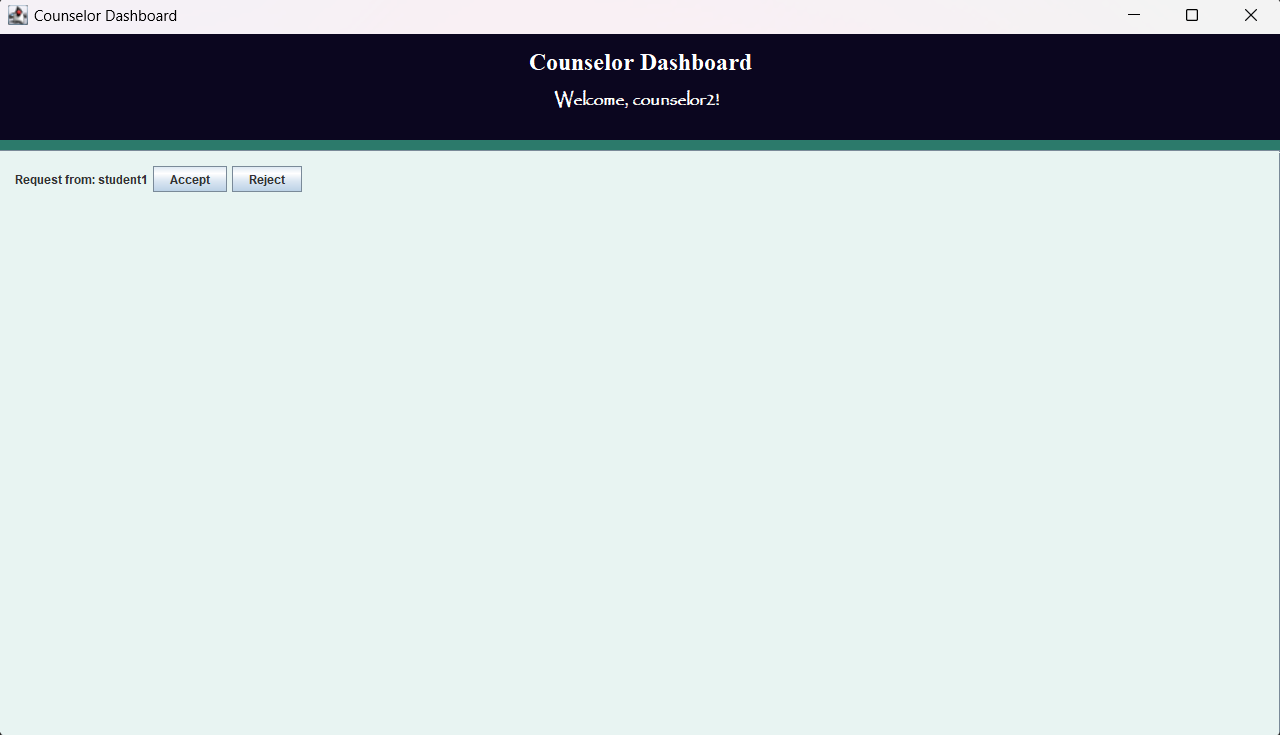 Counselor Dashboard
Counselor Dashboard
Welcome, counselor2!
Request from: student1 Accept Reject